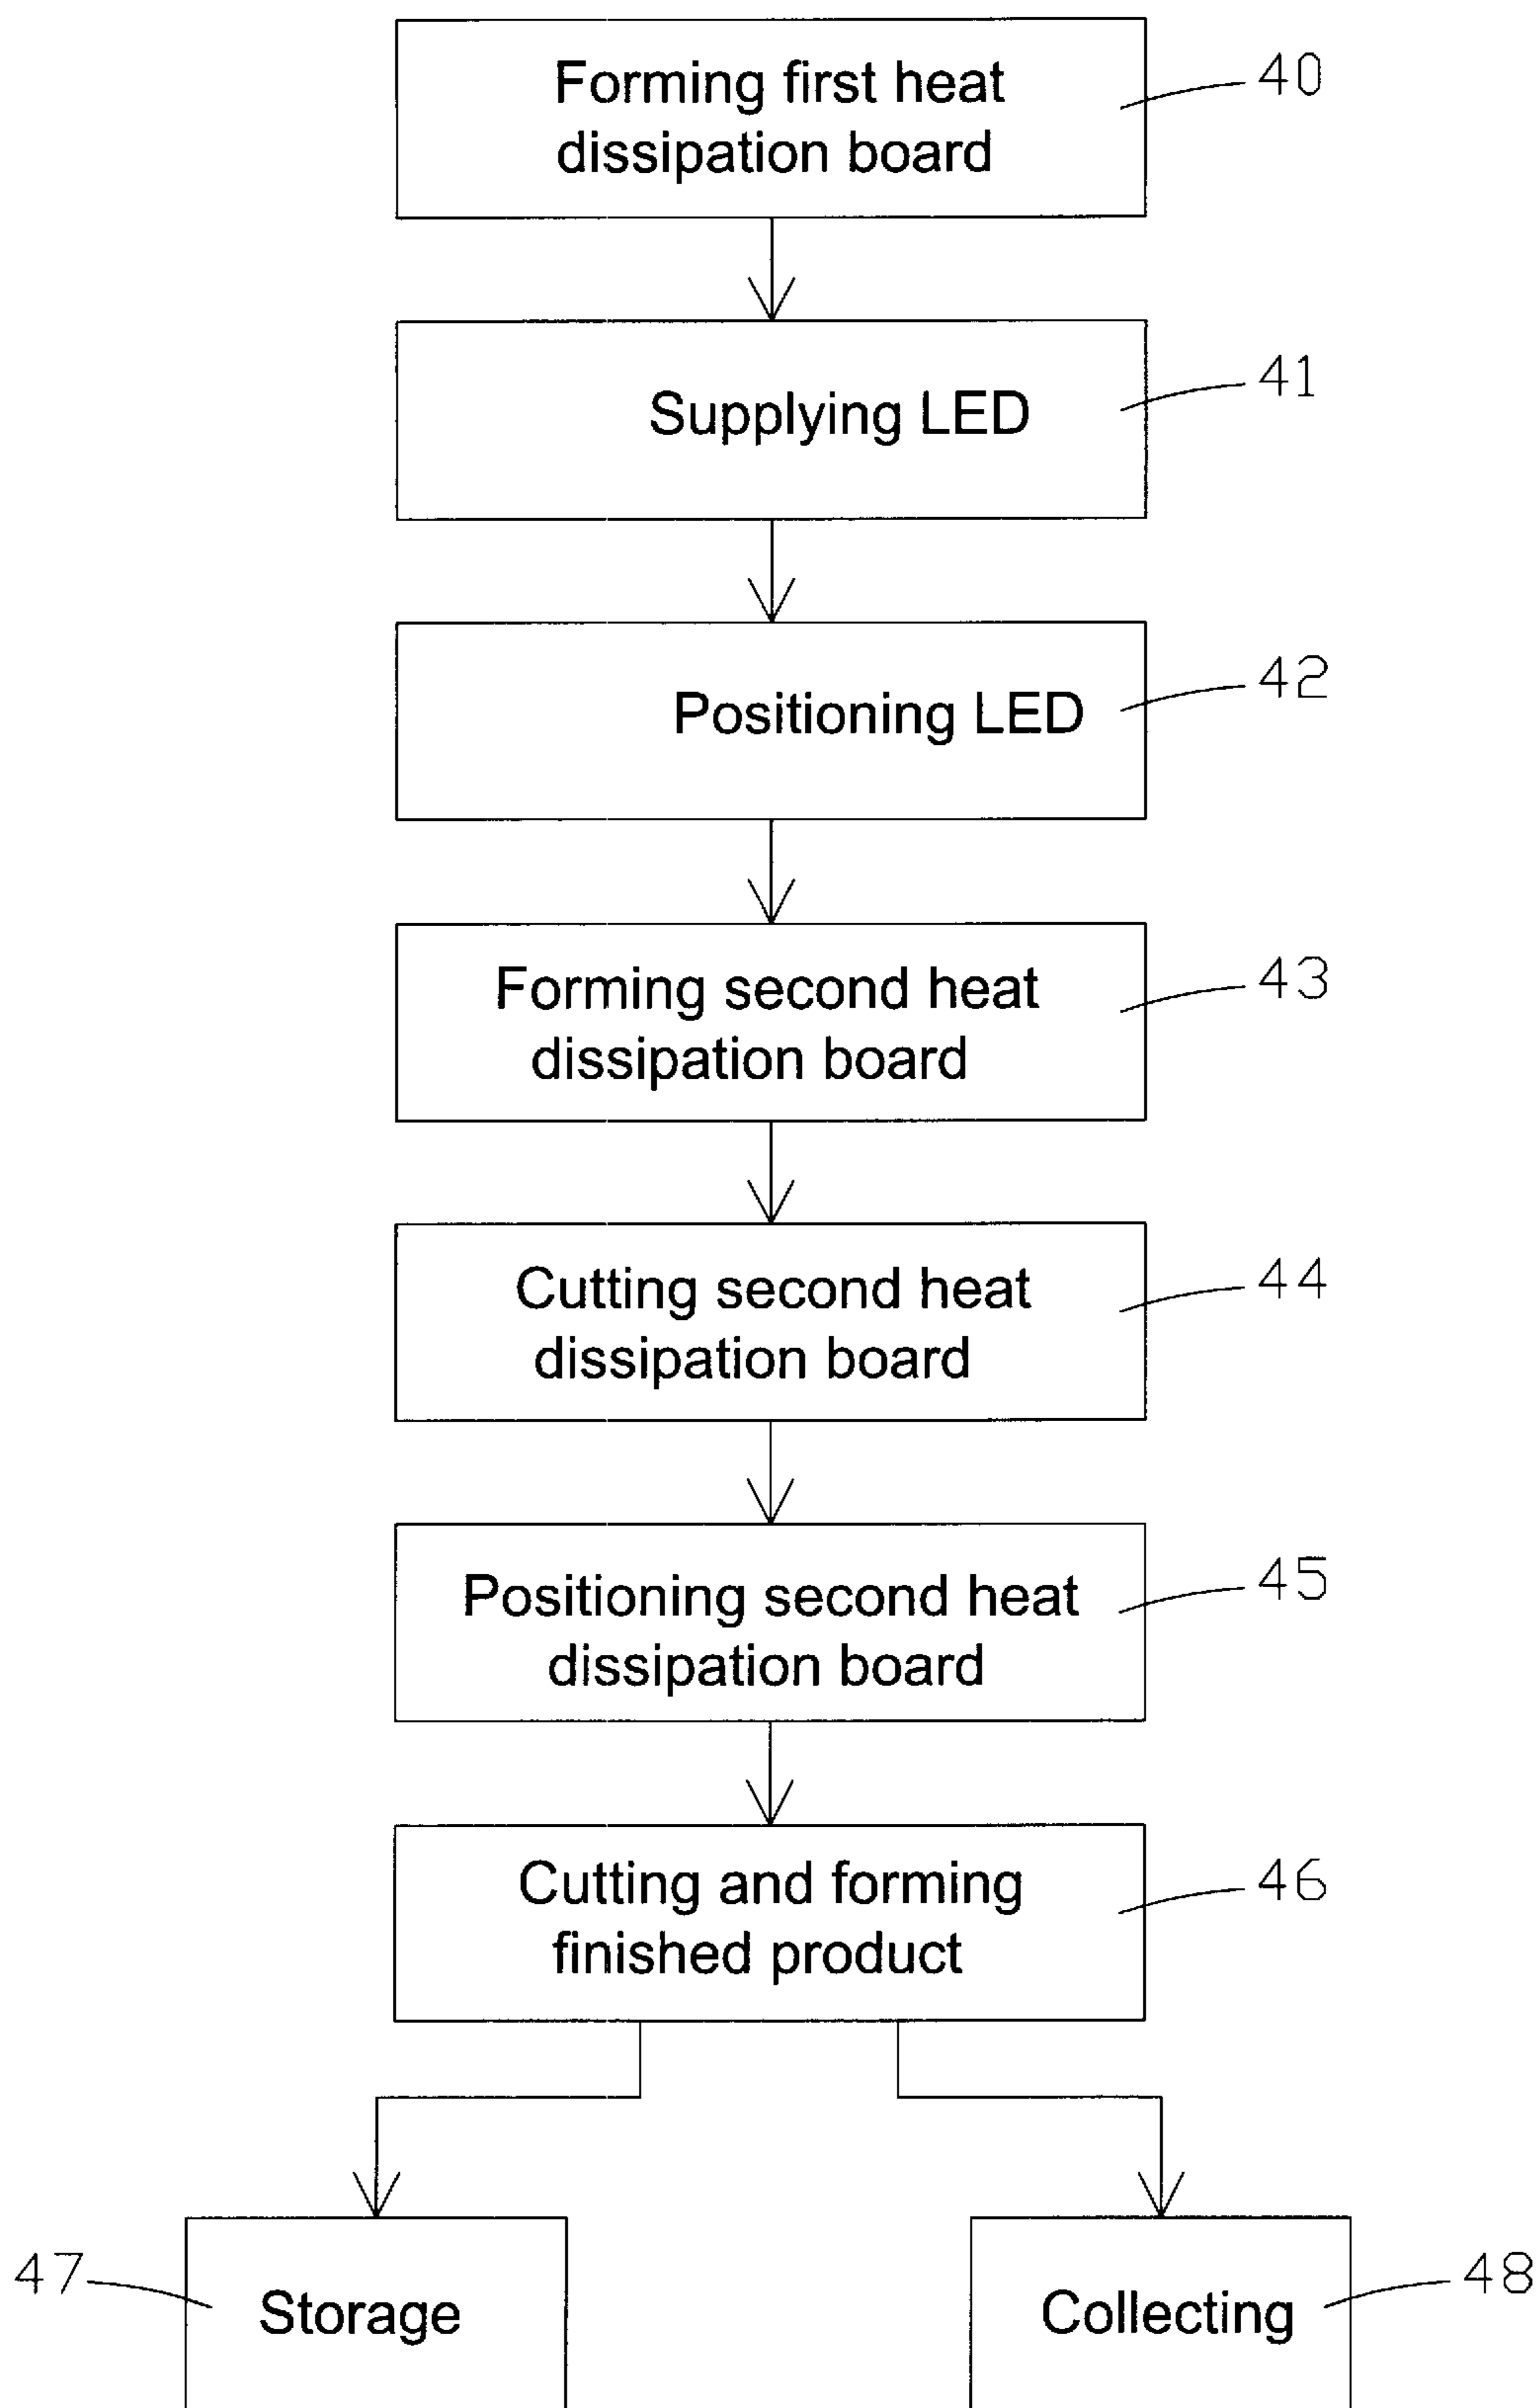 Forming first heat
dissipation board
40
Supplying LED
41
Positioning LED
42
Forming second heat
dissipation board
43
Cutting second heat
dissipation board
44
Positioning second heat
dissipation board
45
Cutting and forming
finished product
46
47
Storage
Collecting
48